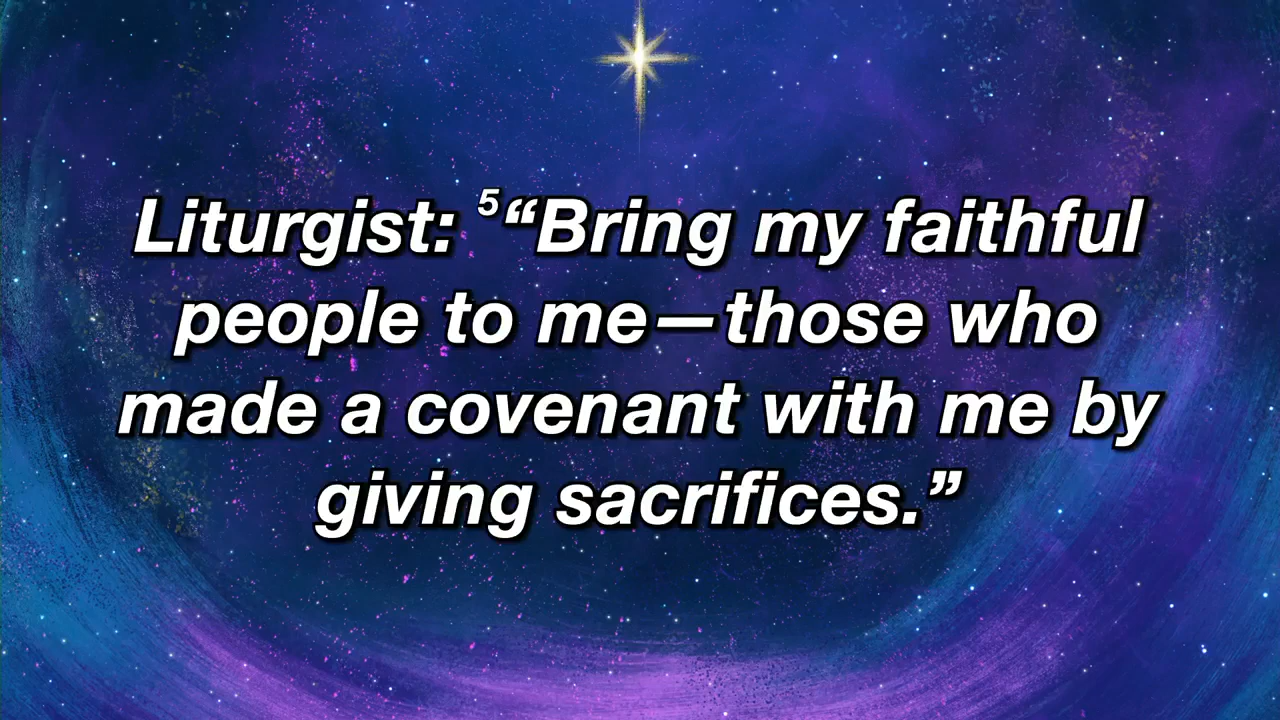 Liturgist: ⁵“Bring my faithful
people to me—those who
made a covenant with me by
giving sacrifices.”